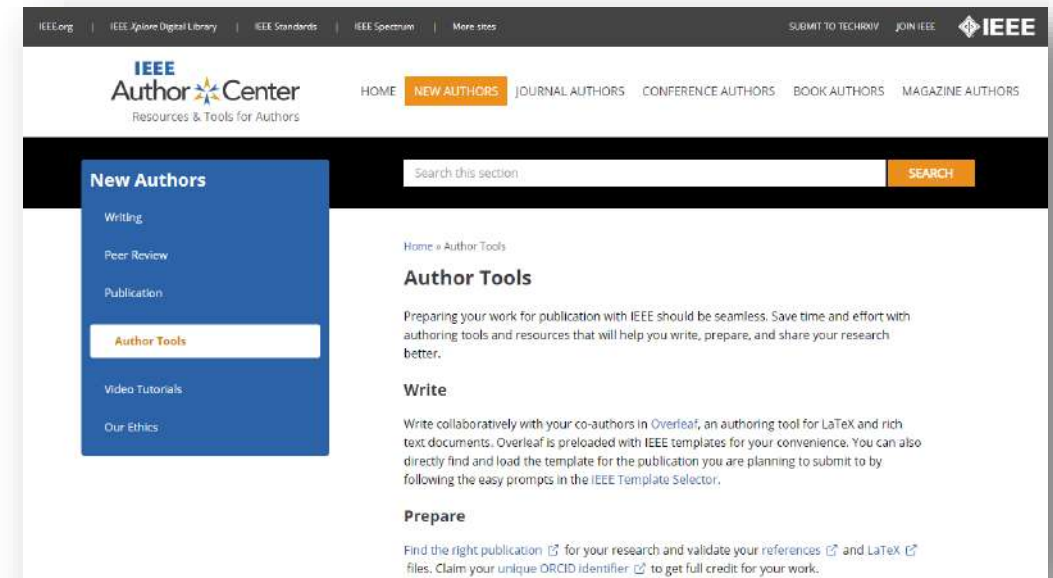 IEEE.org | IEEE Xplore Digital Library | IEEE Standards | IEEE Spectrum | More sites
SUBMIT TO TECHRXIV JOIN IEEE IEEE
IEEE
Author Center
Resources & Tools for Authors
HOME NEW AUTHORS JOURNAL AUTHORS CONFERENCE AUTHORS BOOK AUTHORS MAGAZINE AUTHORS
Search this section SEARCH
New Authors
Writing
Peer Review
Publication
Author Tools
Video Tutorials
Our Ethics
Home » Author Tools
Author Tools
Preparing your work for publication with IEEE should be seamless. Save time and effort with
authoring tools and resources that will help you write, prepare, and share your research
better.
Write
Write collaboratively with your co-authors in Overleaf, an authoring tool for LaTeX and rich
text documents. Overleaf is preloaded with IEEE templates for your convenience. You can also
directly find and load the template for the publication you are planning to submit to by
following the easy prompts in the IEEE Template Selector.
Prepare
Find the right publication for your research and validate your references and LaTeX
files. Claim your unique ORCID identifier to get full credit for your work.